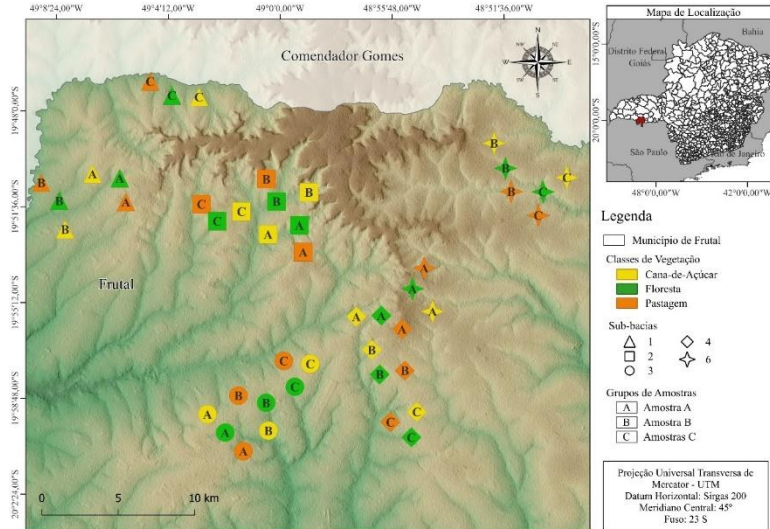 49°8'24,00"W
49°4'12,00"W
49°0'0,00"W
48°55'48,00"W
48°51'36,00"W
Comendador Gomes
N
W
E
S
19°48'0,00"S
19°51'36,00"S
19°55'12,00"S
19°58'48,00"S
20°2'24,00"S
C
C
C
B
B
C
B
C
C
B
A
A
B
A
B
B
C
C
C
B
A
A
A
B
A
A
A
A
A
A
B
B
B
C
C
C
B
B
C
A
B
A
A
C
C
Frutal
0
5
10 km
Mapa de Localização
Bahia
Distrito Federal
Goiás
São Paulo
Rio de Janeiro
15°0'0,00"S
20°0'0,00"S
48°0'0,00"W
42°0'0,00"W
Legenda
Município de Frutal
Classes de Vegetação
Cana-de-Açúcar
Floresta
Pastagem
Sub-bacias
1
2
3
4
6
Grupos de Amostras
A Amostra A
B Amostra B
C Amostras C
Projeção Universal Transversa de
Mercator - UTM
Datum Horizontal: Sirgas 200
Meridiano Central: 45º
Fuso: 23 S